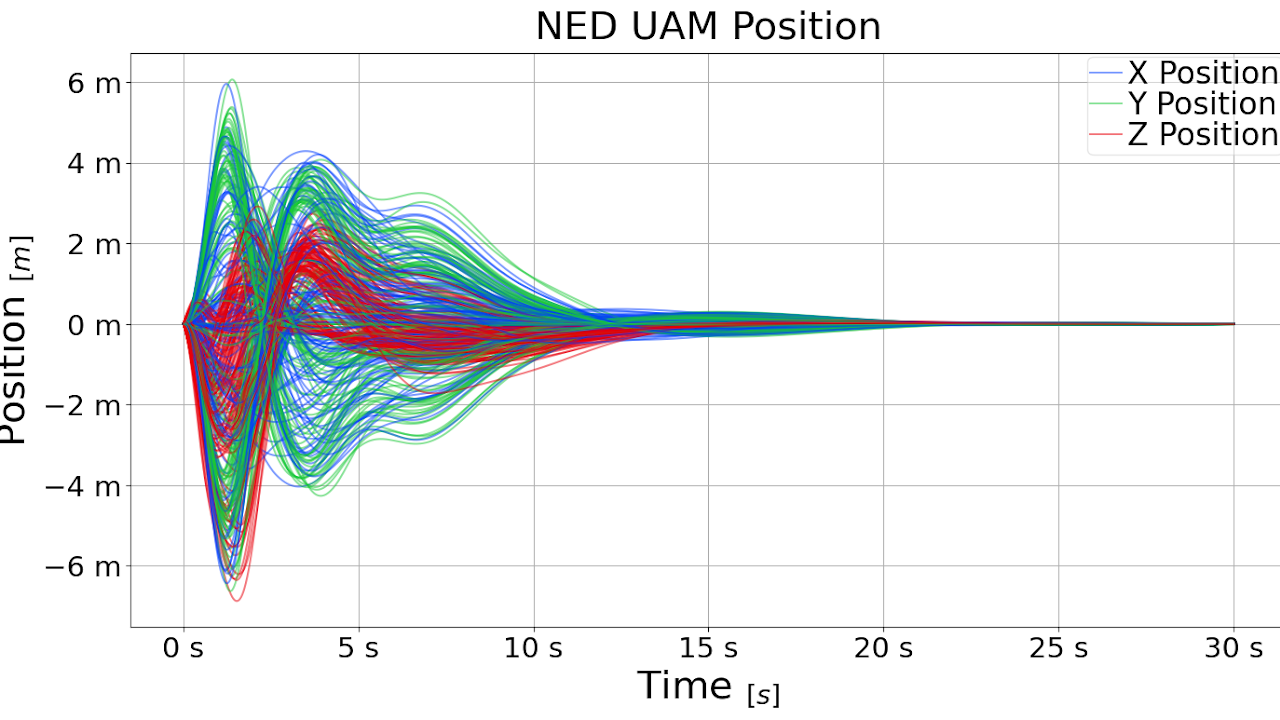 NED UAM Position
X Position
Y Position
Z Position
6 m
4 m
2 m
0 m
−2 m
−4 m
−6 m
Position [m]
0 s 5 s 10 s 15 s 20 s 25 s 30 s
Time [s]